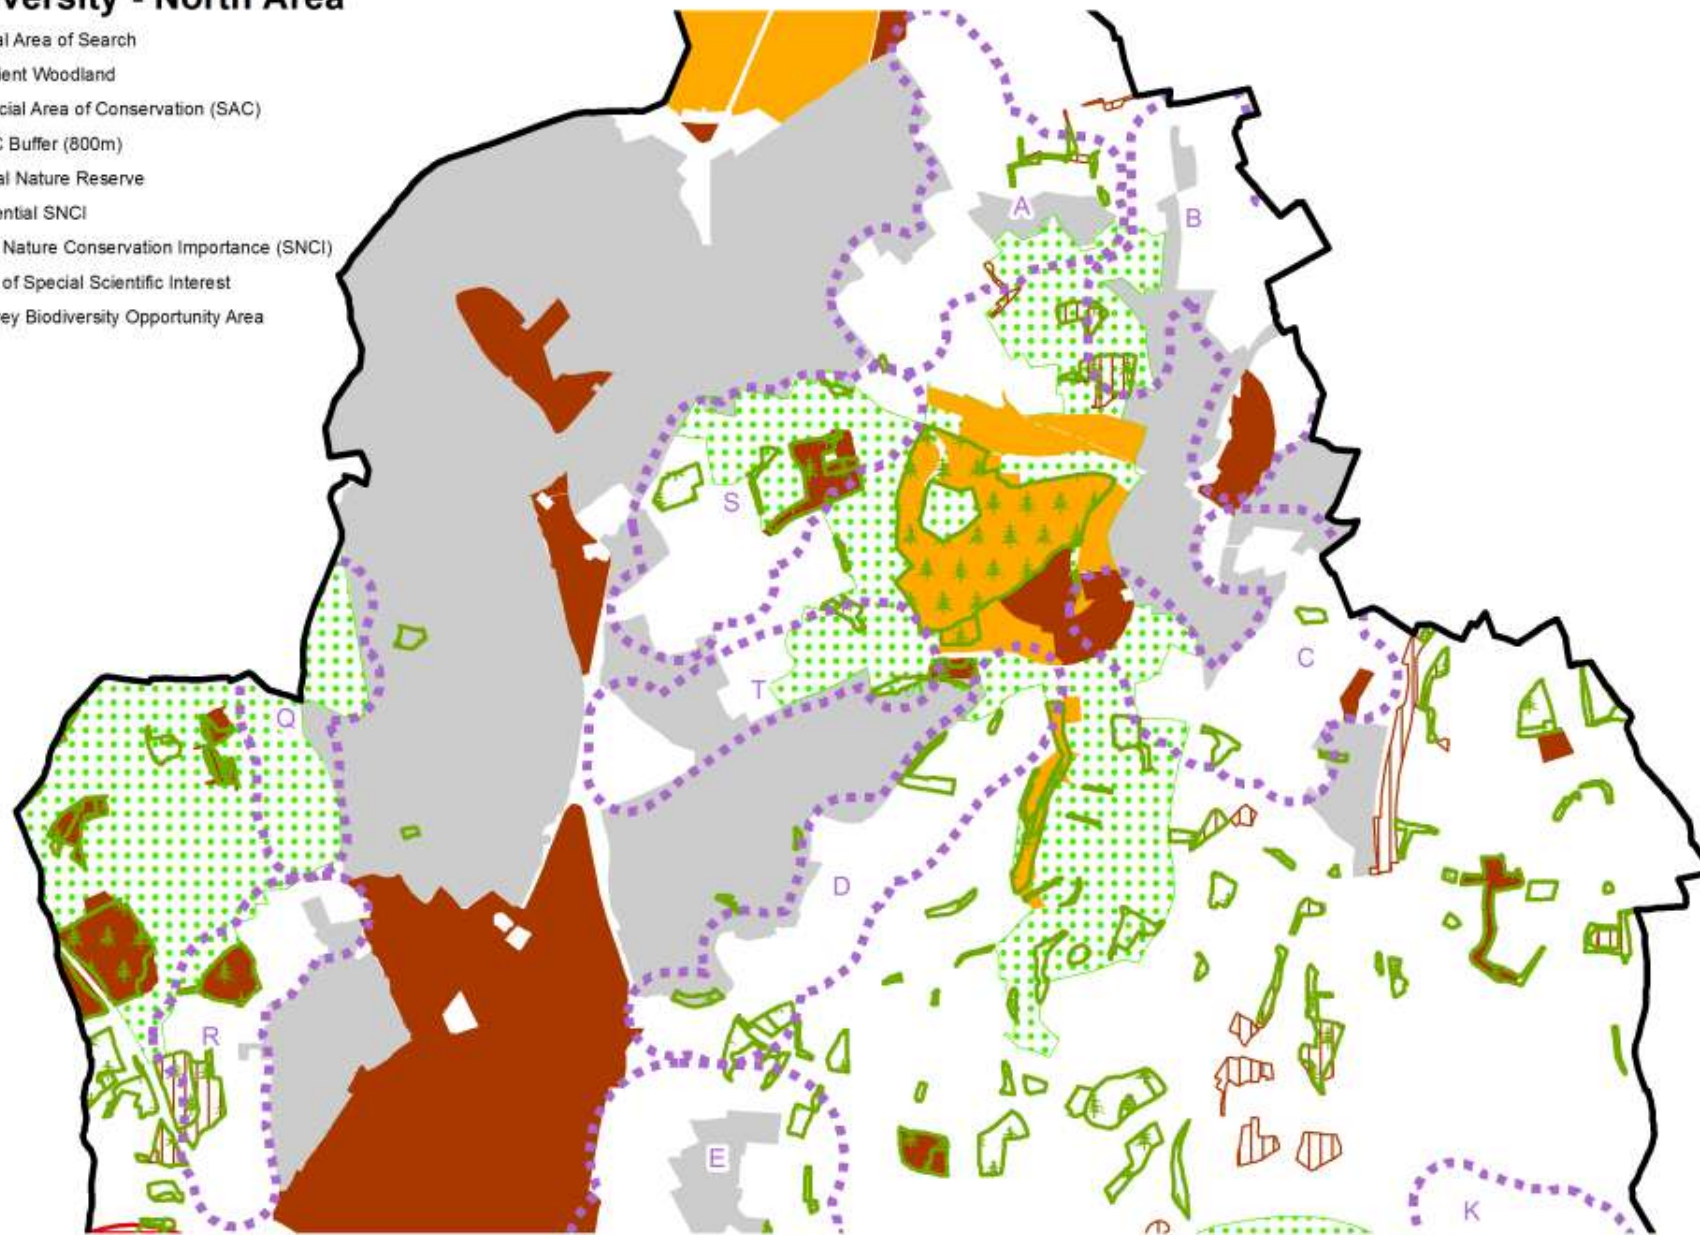 versity - North Area
al Area of Search
ient Woodland
cial Area of Conservation (SAC)
C Buffer (800m)
al Nature Reserve
ential SNCI
Nature Conservation Importance (SNCI)
of Special Scientific Interest
ey Biodiversity Opportunity Area
A
B
S
C
T
Q
D
R
E
K